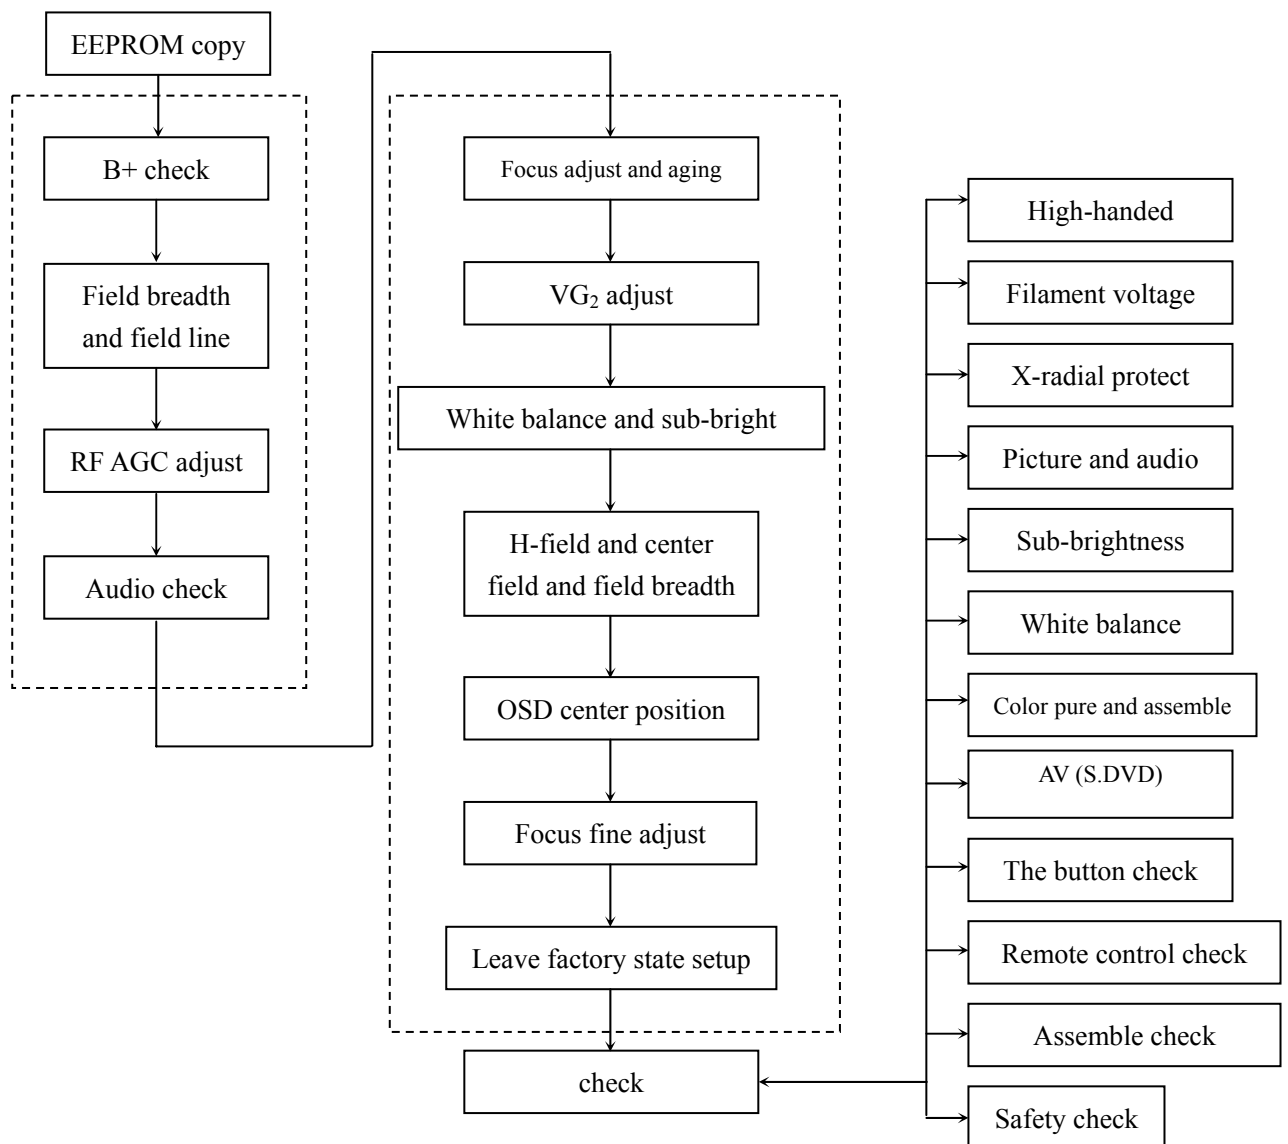 EEPROM copy
B+ check
Field breadth
and field line
RF AGC adjust
Audio check
Focus adjust and aging
VG₂ adjust
White balance and sub-bright
H-field and center
field and field breadth
OSD center position
Focus fine adjust
Leave factory state setup
check
High-handed
Filament voltage
X-radial protect
Picture and audio
Sub-brightness
White balance
Color pure and assemble
AV (S.DVD)
The button check
Remote control check
Assemble check
Safety check